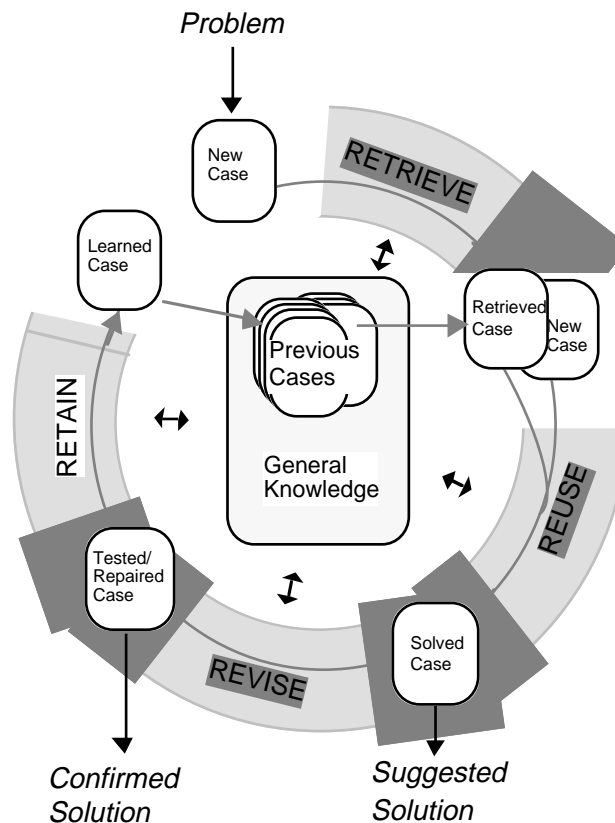 Problem
New
Case
RETRIEVE
Learned
Case
Retrieved
Case
New
Case
Previous
Cases
General
Knowledge
RETAIN
REUSE
Tested/
Repaired
Case
Solved
Case
REVISE
Confirmed
Solution
Suggested
Solution